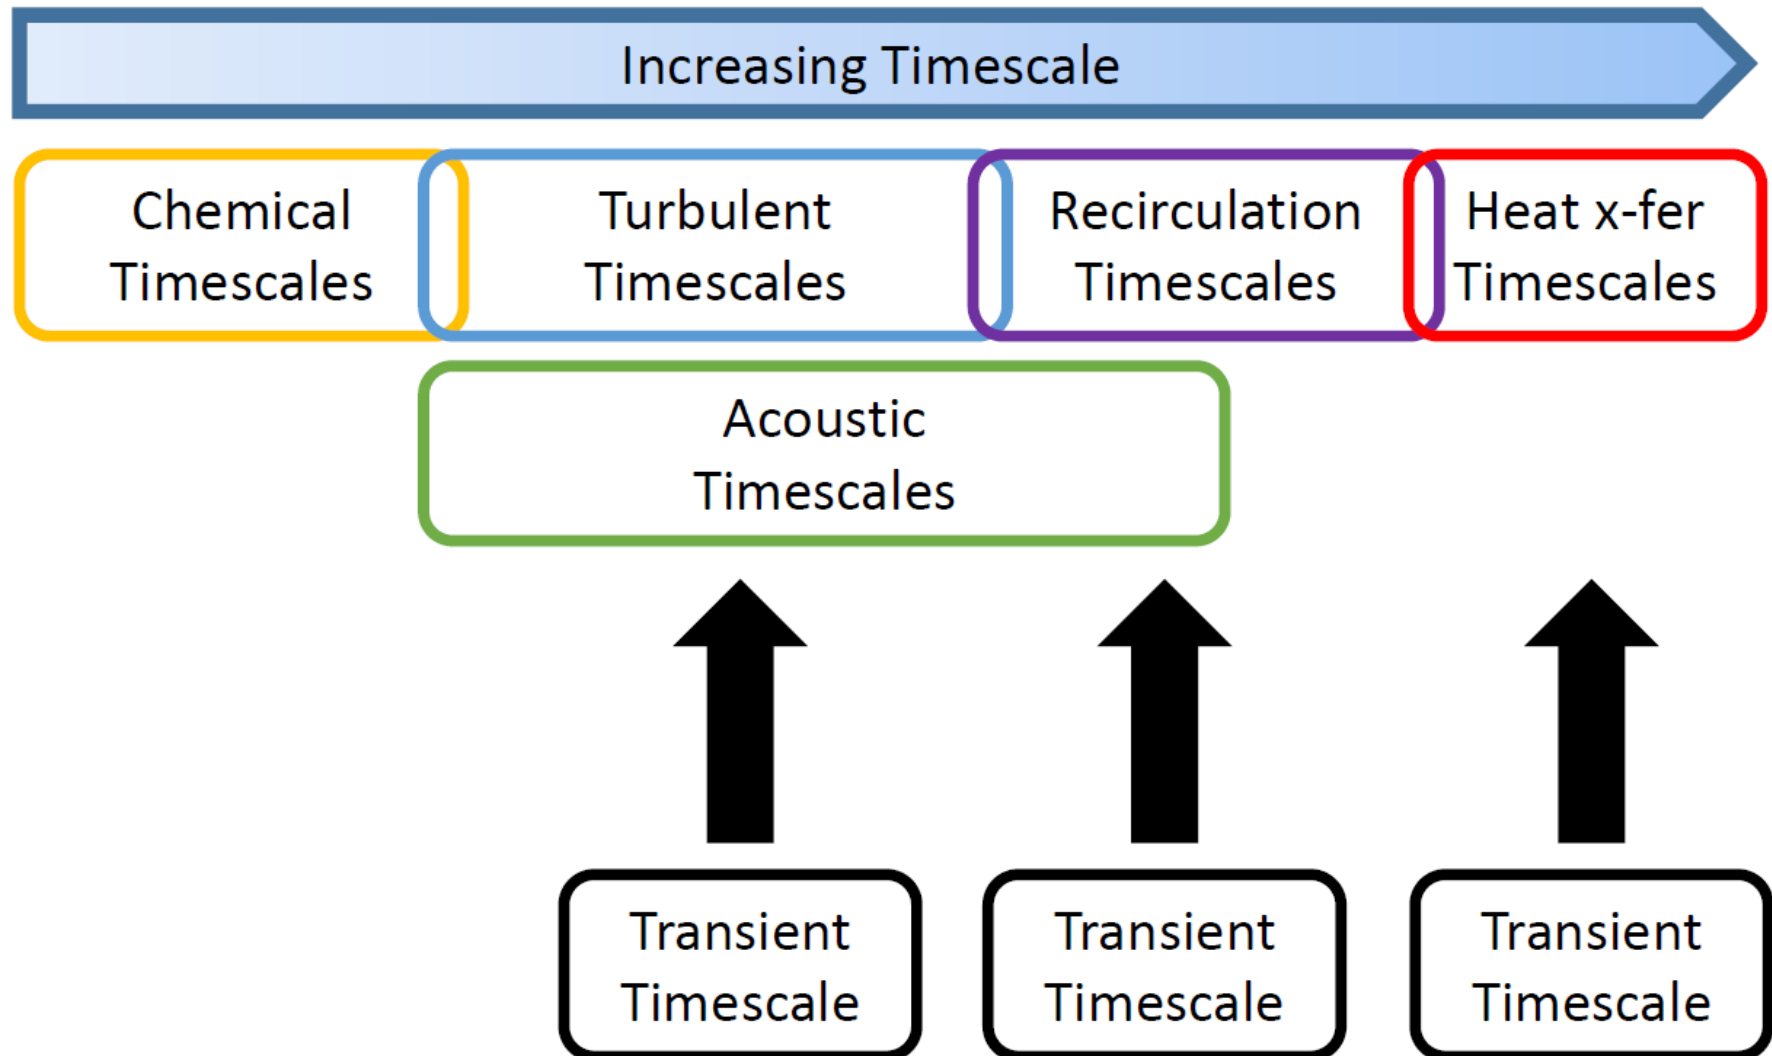 Increasing Timescale
Chemical
Timescales
Turbulent
Timescales
Recirculation
Timescales
Heat x-fer
Timescales
Acoustic
Timescales
Transient
Timescale
Transient
Timescale
Transient
Timescale